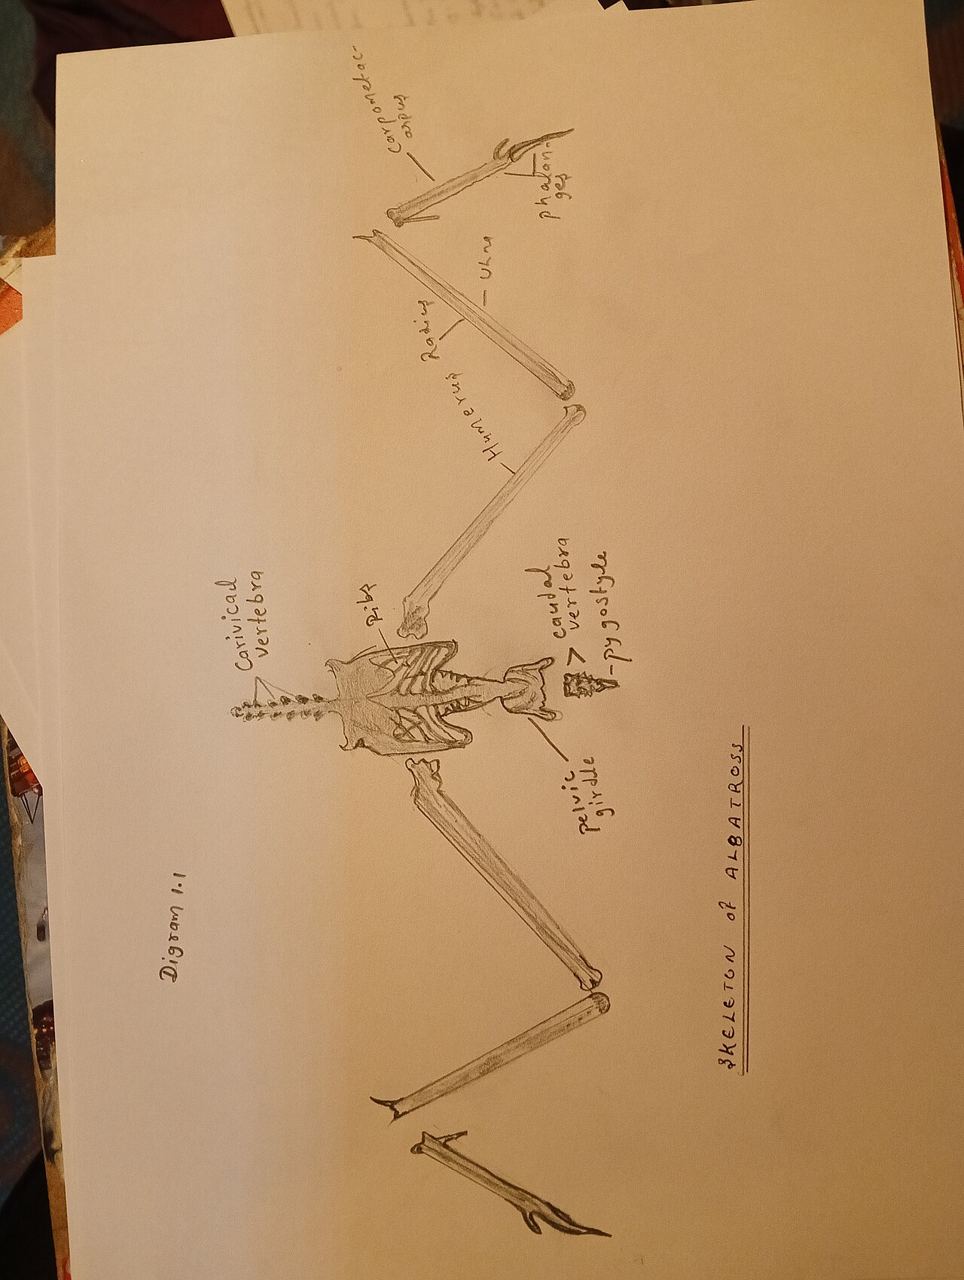 Digram 1.1
Carivical
vertebra
Ribs
Humerus
Radius
Ulna
Carpometac-
arpus
phalan-
ges
caudal
vertebra
pygostyle
pelvic
girdle
SKELETON OF ALBATROSS